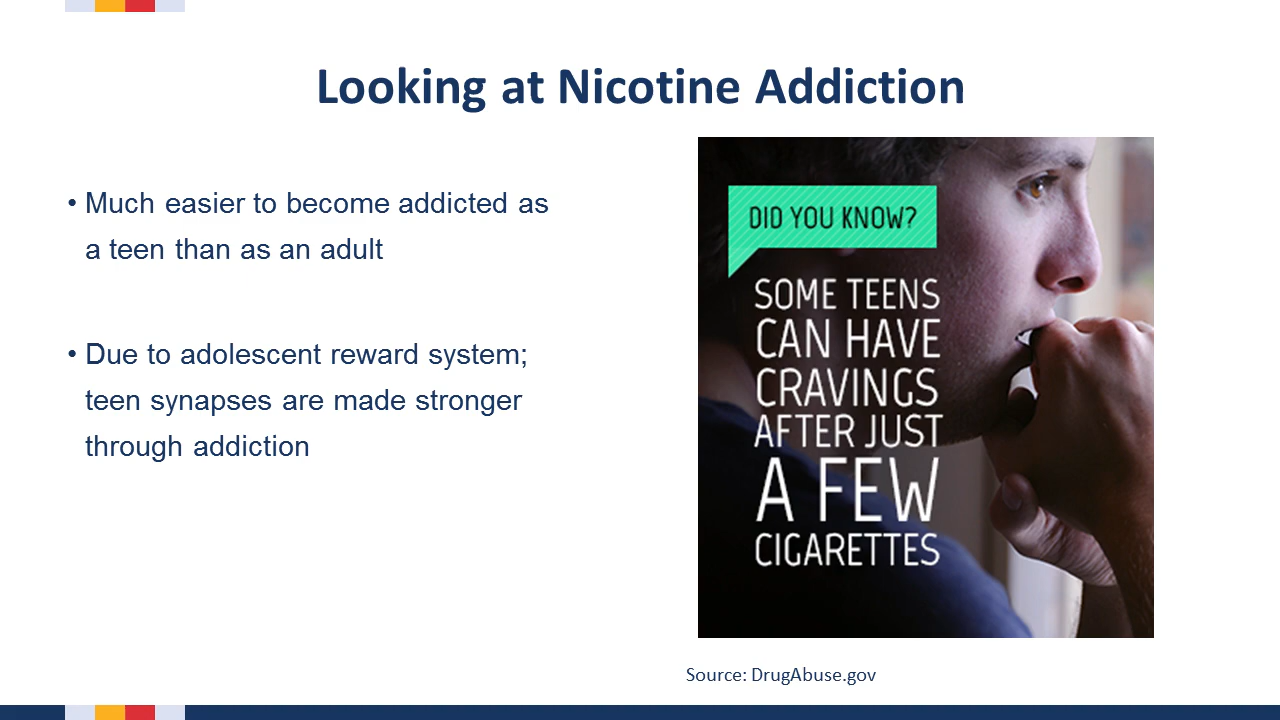 Looking at Nicotine Addiction
• Much easier to become addicted as
a teen than as an adult
• Due to adolescent reward system;
teen synapses are made stronger
through addiction
DID YOU KNOW?
SOME TEENS
CAN HAVE
CRAVINGS
AFTER JUST
A FEW
CIGARETTES
Source: DrugAbuse.gov